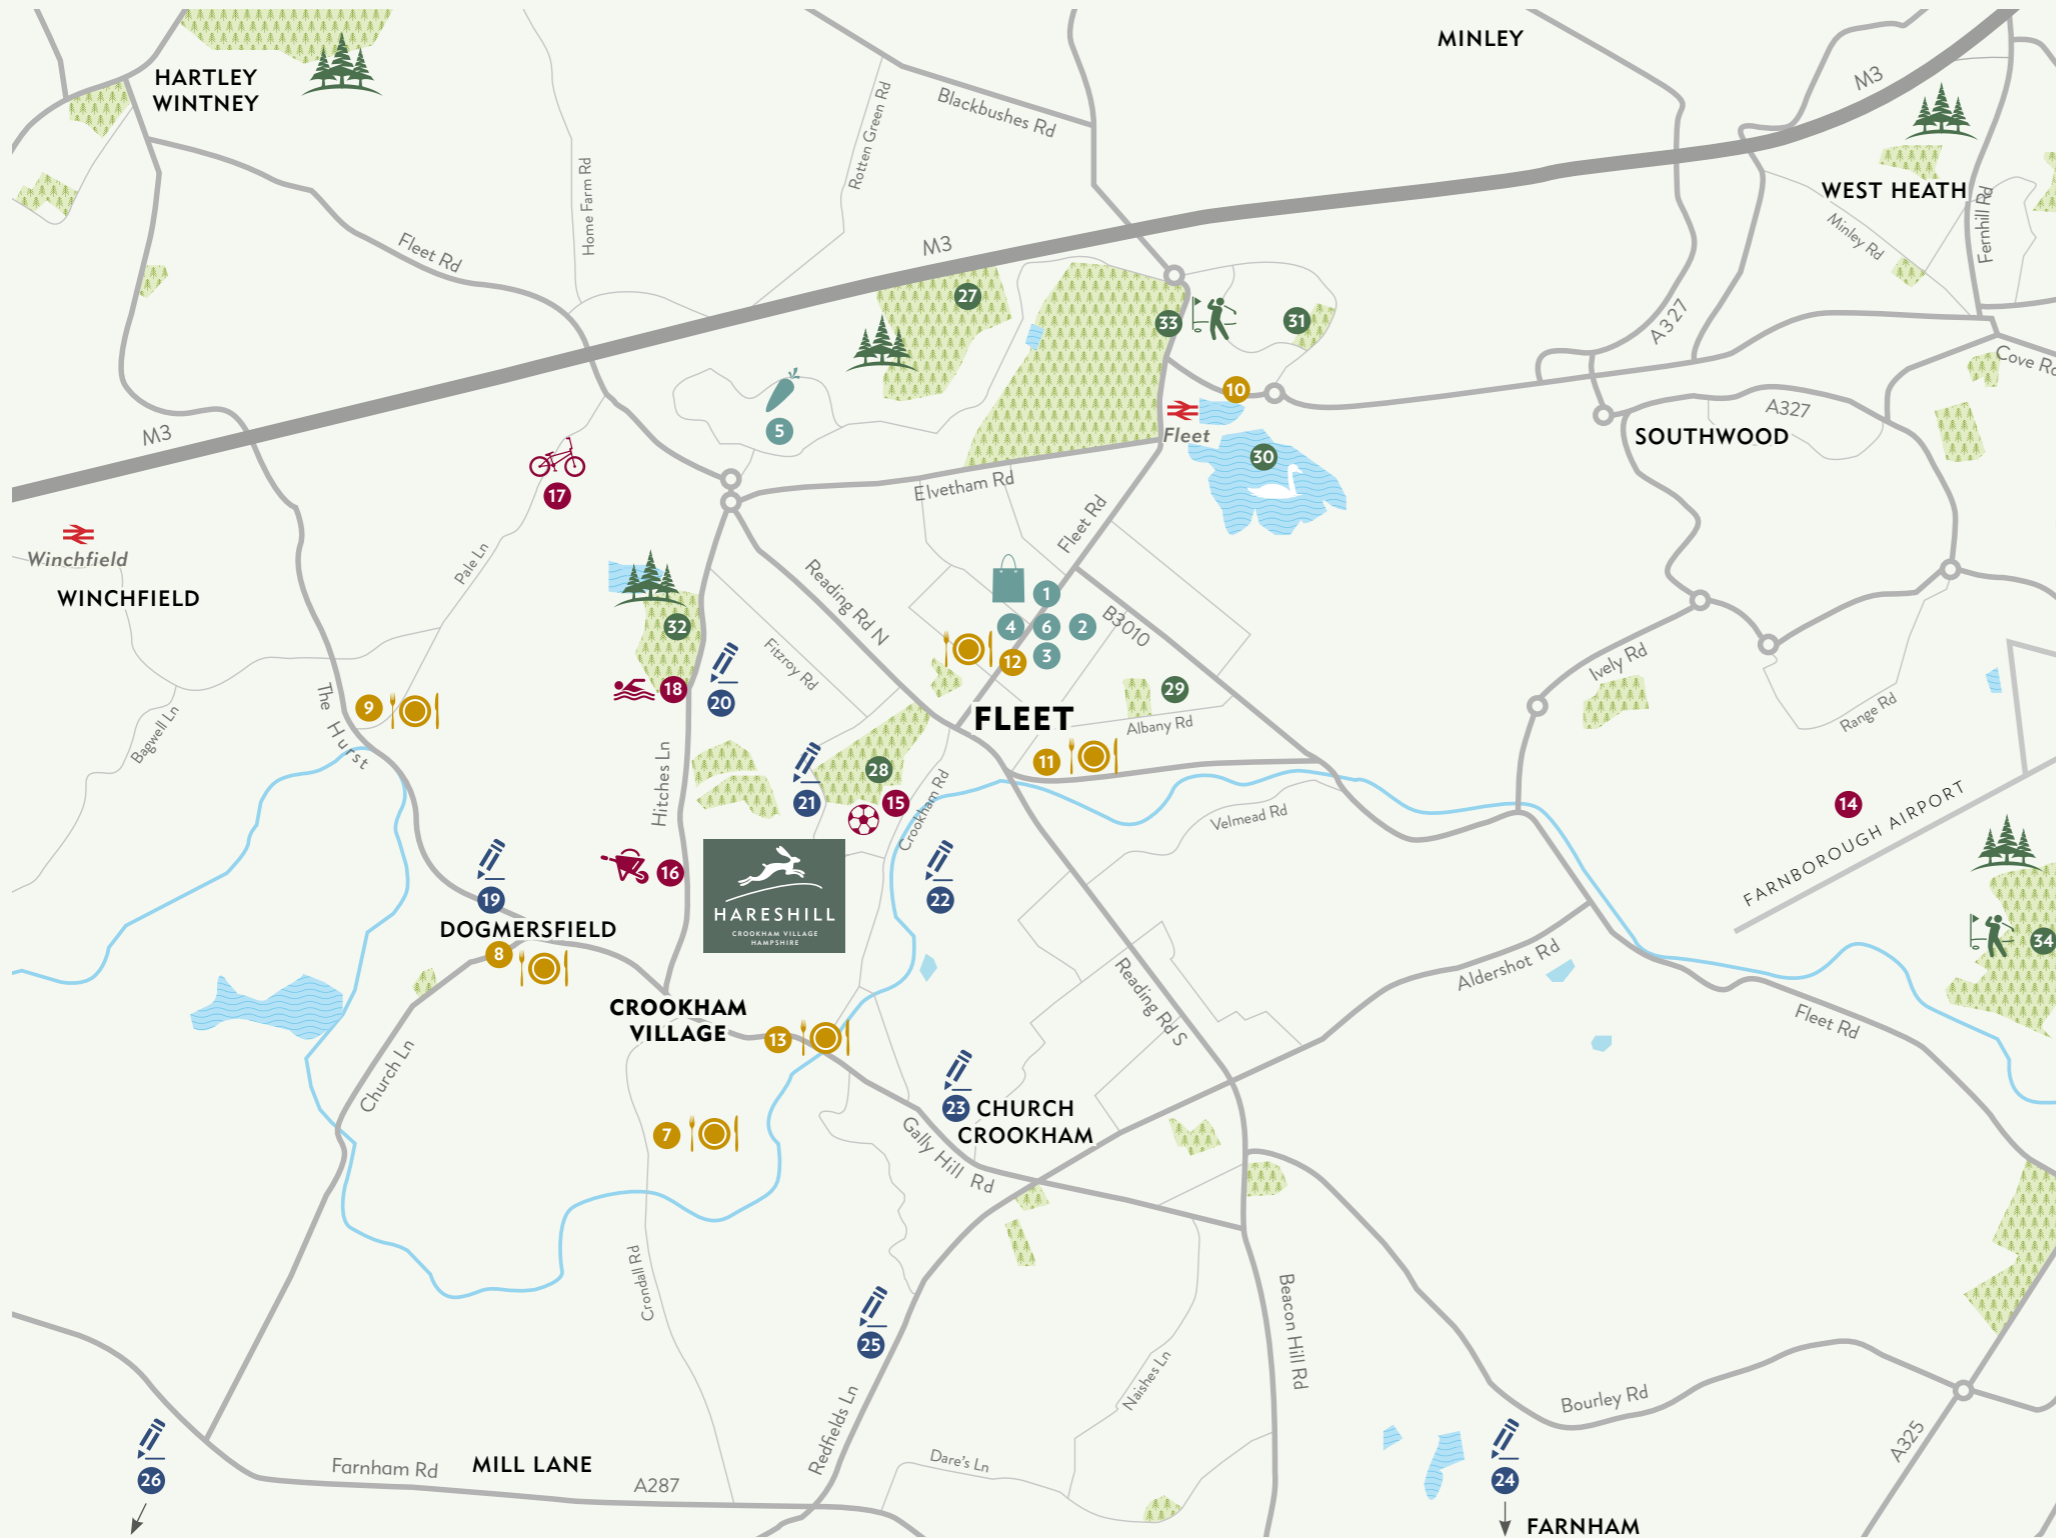 MINLEY
HARTLEY
WINTNEY
M3
Rotten Green Rd
Blackbushes Rd
Home Farm Rd
WEST HEATH
Minley Rd
Fernhill Rd
Fleet Rd
M3
27
33
31
A327
Cove Rd
10
5
Fleet
A327
SOUTHWOOD
M3
30
17
Elvetham Rd
Fleet Rd
Winchfield
WINCHFIELD
Pale Ln
Reading Rd N
1
4
6
2
B3010
32
12
3
Fitzroy Rd
Ively Rd
18
20
29
9
The Hurst
Bagwell Ln
FLEET
Albany Rd
Range Rd
11
28
Hitches Ln
21
15
Crookham Rd
Velmead Rd
14
FARNBOROUGH AIRPORT
16
HARESHILL
CROOKHAM VILLAGE
HAMPSHIRE
22
19
DOGMERSFIELD
8
34
Aldershot Rd
Reading Rd S
CROOKHAM
VILLAGE
13
Fleet Rd
Church Ln
23
CHURCH
CROOKHAM
7
Gally Hill Rd
Crondall Rd
Beacon Hill Rd
25
Naishes Ln
Redfields Ln
Bourley Rd
A325
Farnham Rd
MILL LANE
A287
Dare's Ln
26
24
FARNHAM